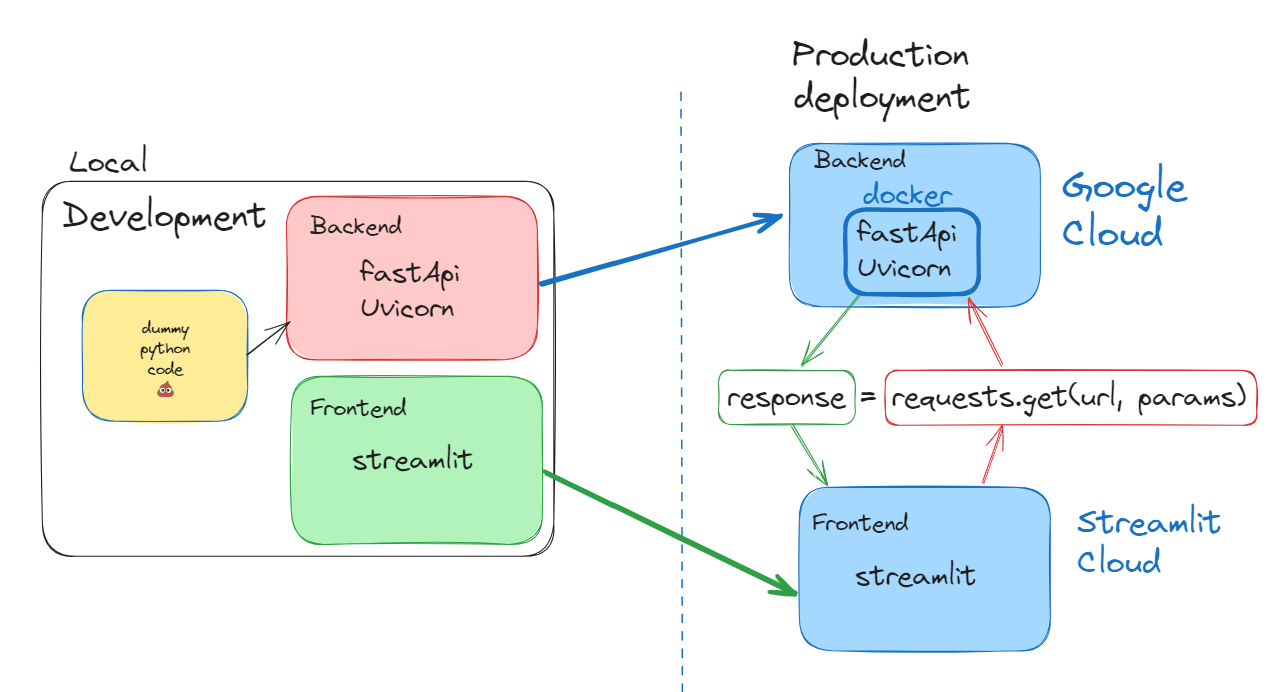 Local
Development
dummy
python
code
Backend
fastApi
Uvicorn
Frontend
streamlit
Production
deployment
Backend
docker
fastApi
Uvicorn
Google
Cloud
response = requests.get(url, params)
Frontend
streamlit
Streamlit
Cloud